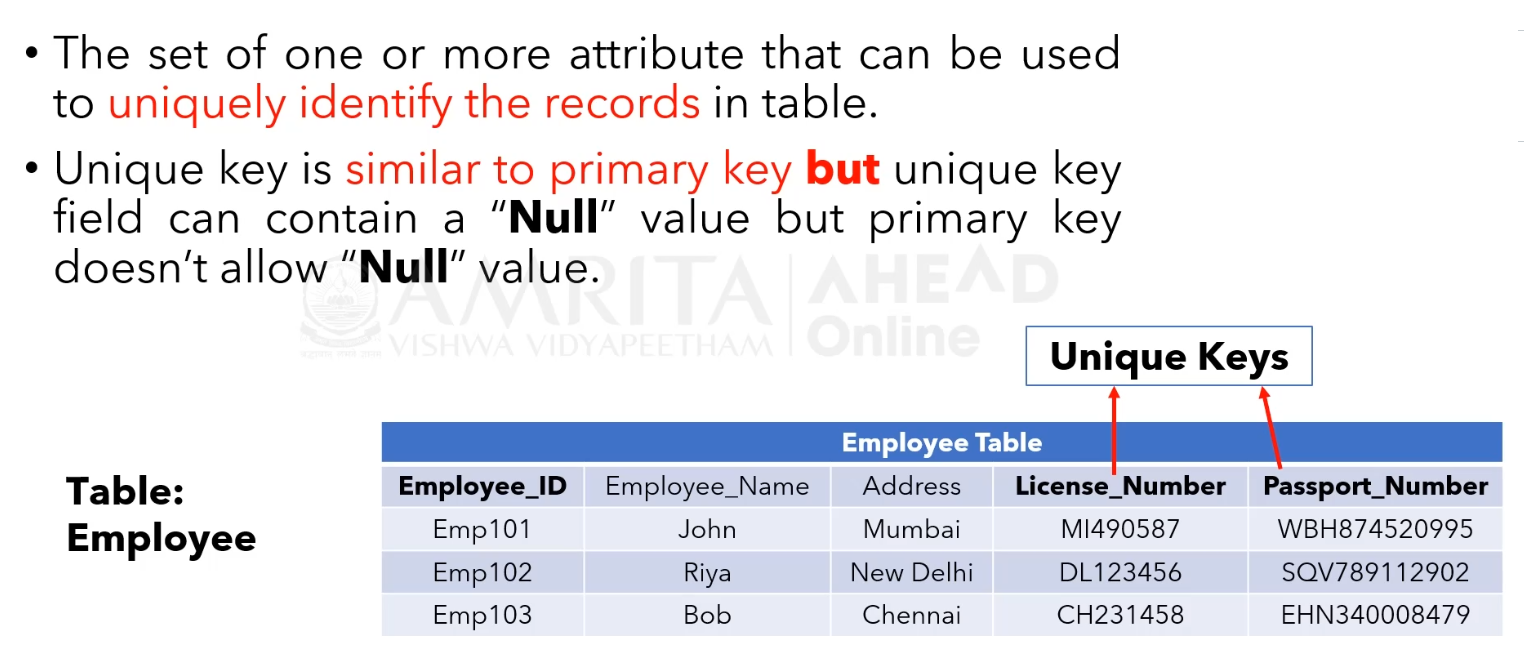 • The set of one or more attribute that can be used
to uniquely identify the records in table.
• Unique key is similar to primary key but unique key
field can contain a “Null” value but primary key
doesn’t allow “Null” value.
AMRITA AHEAD
VISHWA VIDYAPEETHAM Online
Unique Keys
Table:
Employee
Employee Table
Employee_ID Employee_Name Address License_Number Passport_Number
Emp101 John Mumbai MI490587 WBH874520995
Emp102 Riya New Delhi DL123456 SQV789112902
Emp103 Bob Chennai CH231458 EHN340008479